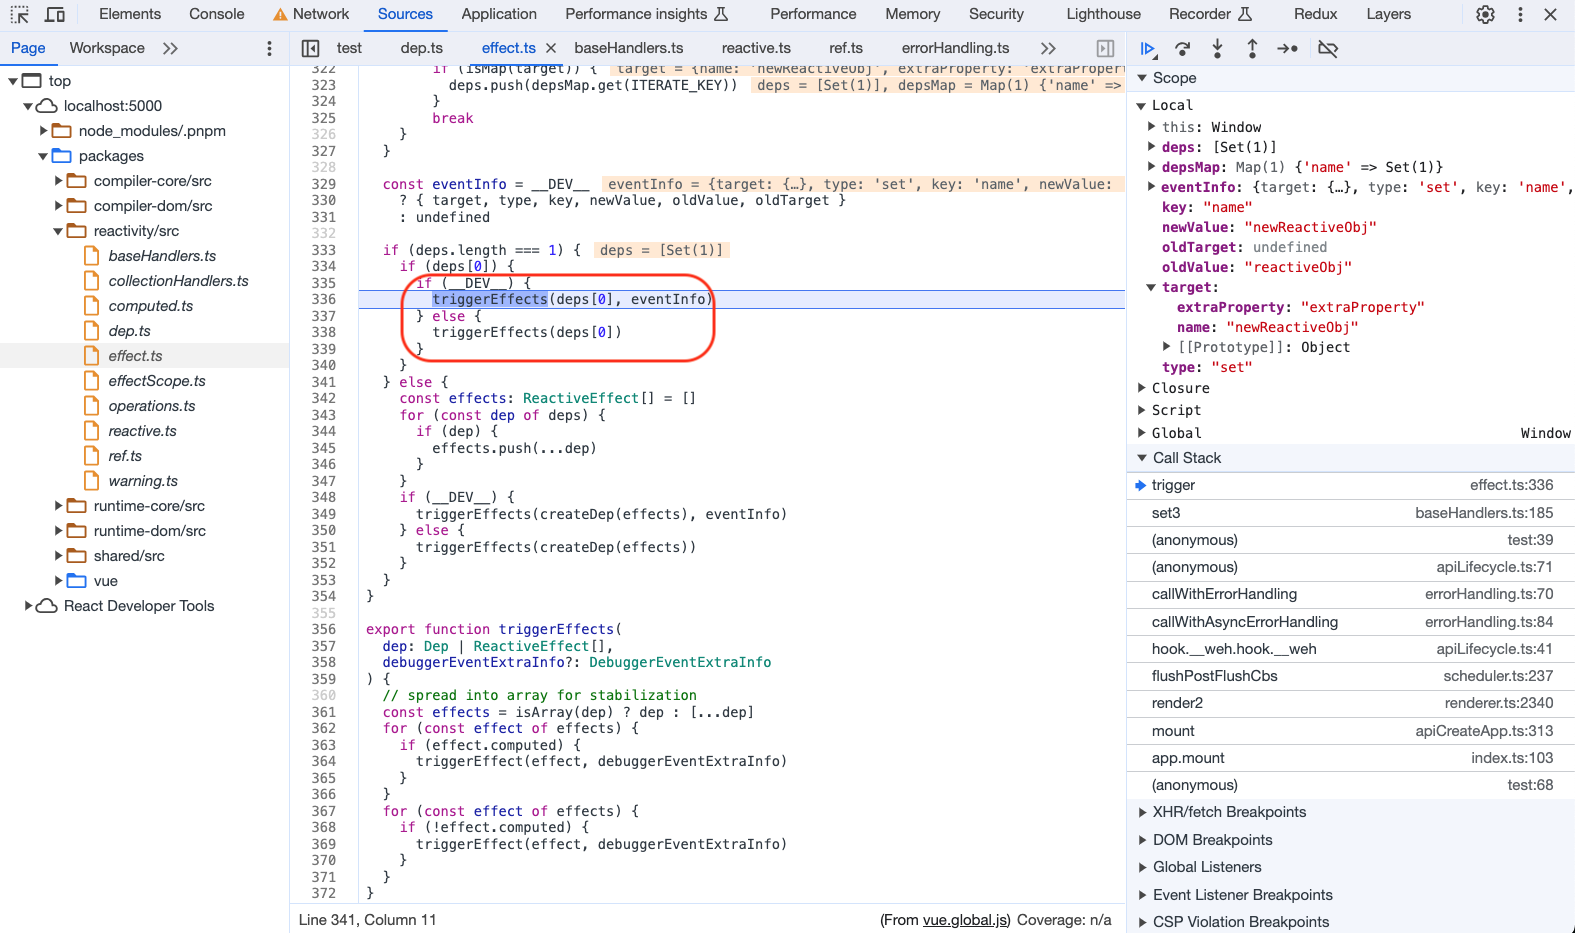 Elements Console Network Sources Application Performance insights Performance Memory Security Lighthouse Recorder Redux Layers
Page Workspace
test dep.ts effect.ts baseHandlers.ts reactive.ts ref.ts errorHandling.ts
top
localhost:5000
node_modules/.pnpm
packages
compiler-core/src
compiler-dom/src
reactivity/src
baseHandlers.ts
collectionHandlers.ts
computed.ts
dep.ts
effect.ts
effectScope.ts
operations.ts
reactive.ts
ref.ts
warning.ts
runtime-core/src
runtime-dom/src
shared/src
vue
React Developer Tools
322 if (isMap(target)) { target = {name: 'newReactiveObj', extraProperty: 'extraPropert
323 deps.push(depsMap.get(ITERATE_KEY)) deps = [Set(1)], depsMap = Map(1) {'name' =>
324 }
325 break
326 }
327 }
328
329 const eventInfo = __DEV__ eventInfo = {target: {…}, type: 'set', key: 'name', newValue:
330 ? { target, type, key, newValue, oldValue, oldTarget }
331 : undefined
332
333 if (deps.length === 1) { deps = [Set(1)]
334 if (deps[0]) {
335 if (__DEV__) {
336 triggerEffects(deps[0], eventInfo)
337 } else {
338 triggerEffects(deps[0])
339 }
340 }
341 } else {
342 const effects: ReactiveEffect[] = []
343 for (const dep of deps) {
344 if (dep) {
345 effects.push(...dep)
346 }
347 }
348 if (__DEV__) {
349 triggerEffects(createDep(effects), eventInfo)
350 } else {
351 triggerEffects(createDep(effects))
352 }
353 }
354 }
355
356 export function triggerEffects(
357 dep: Dep | ReactiveEffect[],
358 debuggerEventExtraInfo?: DebuggerEventExtraInfo
359 ) {
360 // spread into array for stabilization
361 const effects = isArray(dep) ? dep : [...dep]
362 for (const effect of effects) {
363 if (effect.computed) {
364 triggerEffect(effect, debuggerEventExtraInfo)
365 }
366 }
367 for (const effect of effects) {
368 if (!effect.computed) {
369 triggerEffect(effect, debuggerEventExtraInfo)
370 }
371 }
372 }
Line 341, Column 11 (From vue.global.js) Coverage: n/a
Scope
Local
this: Window
deps: [Set(1)]
depsMap: Map(1) {'name' => Set(1)}
eventInfo: {target: {…}, type: 'set', key: 'name',
key: "name"
newValue: "newReactiveObj"
oldTarget: undefined
oldValue: "reactiveObj"
target:
extraProperty: "extraProperty"
name: "newReactiveObj"
[[Prototype]]: Object
type: "set"
Closure
Script
Global Window
Call Stack
trigger effect.ts:336
set3 baseHandlers.ts:185
(anonymous) test:39
(anonymous) apiLifecycle.ts:71
callWithErrorHandling errorHandling.ts:70
callWithAsyncErrorHandling errorHandling.ts:84
hook.__weh.hook.__weh apiLifecycle.ts:41
flushPostFlushCbs scheduler.ts:237
render2 renderer.ts:2340
mount apiCreateApp.ts:313
app.mount index.ts:103
(anonymous) test:68
XHR/fetch Breakpoints
DOM Breakpoints
Global Listeners
Event Listener Breakpoints
CSP Violation Breakpoints